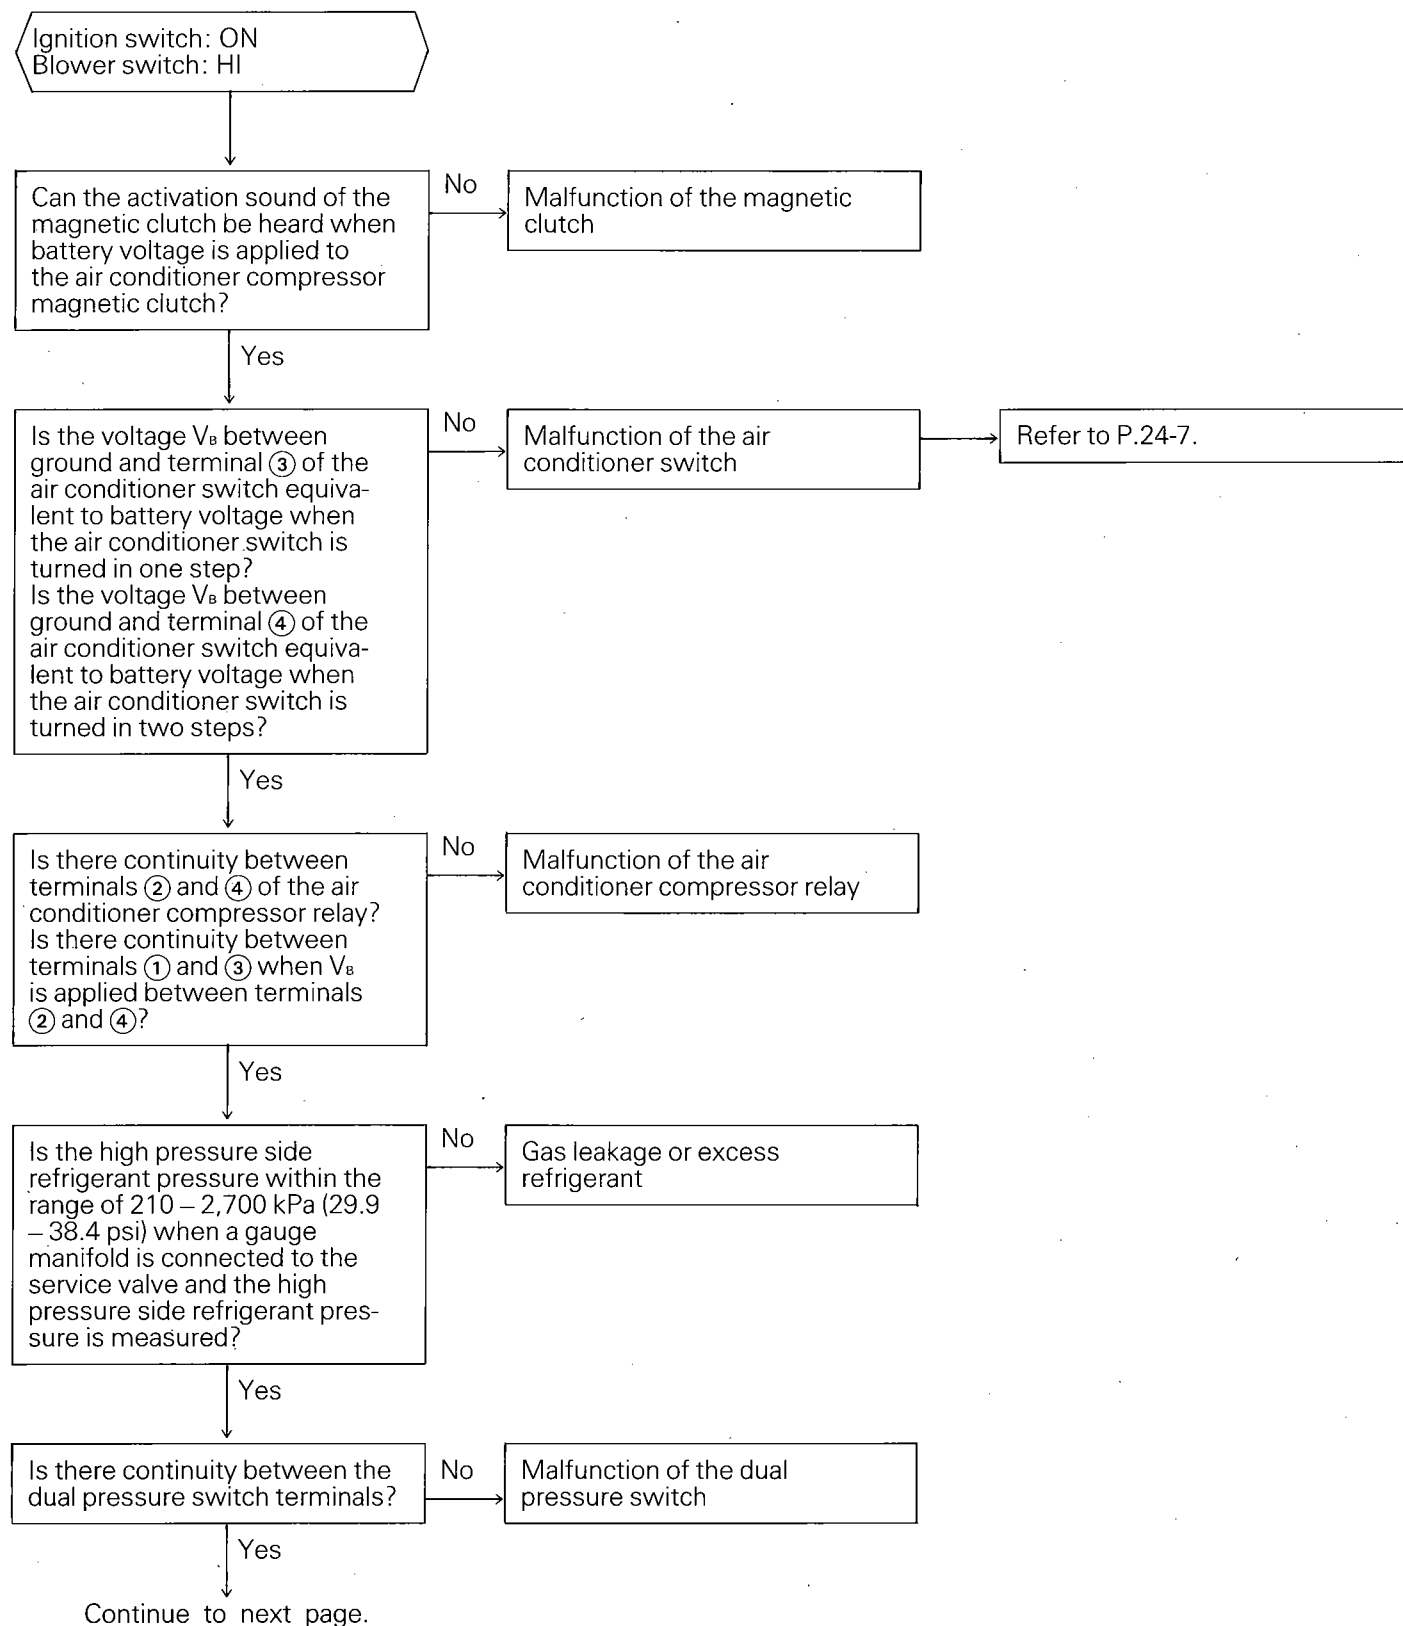 Ignition switch: ON
Blower switch: HI
Can the activation sound of the
magnetic clutch be heard when
battery voltage is applied to
the air conditioner compressor
magnetic clutch?
No
Malfunction of the magnetic
clutch
Yes
Is the voltage VB between
ground and terminal ③ of the
air conditioner switch equiva-
lent to battery voltage when
the air conditioner switch is
turned in one step?
Is the voltage VB between
ground and terminal ④ of the
air conditioner switch equiva-
lent to battery voltage when
the air conditioner switch is
turned in two steps?
No
Malfunction of the air
conditioner switch
Refer to P.24-7.
Yes
Is there continuity between
terminals ② and ④ of the air
conditioner compressor relay?
Is there continuity between
terminals ① and ③ when VB
is applied between terminals
② and ④?
No
Malfunction of the air
conditioner compressor relay
Yes
Is the high pressure side
refrigerant pressure within the
range of 210 – 2,700 kPa (29.9
– 38.4 psi) when a gauge
manifold is connected to the
service valve and the high
pressure side refrigerant pres-
sure is measured?
No
Gas leakage or excess
refrigerant
Yes
Is there continuity between the
dual pressure switch terminals?
No
Malfunction of the dual
pressure switch
Yes
Continue to next page.